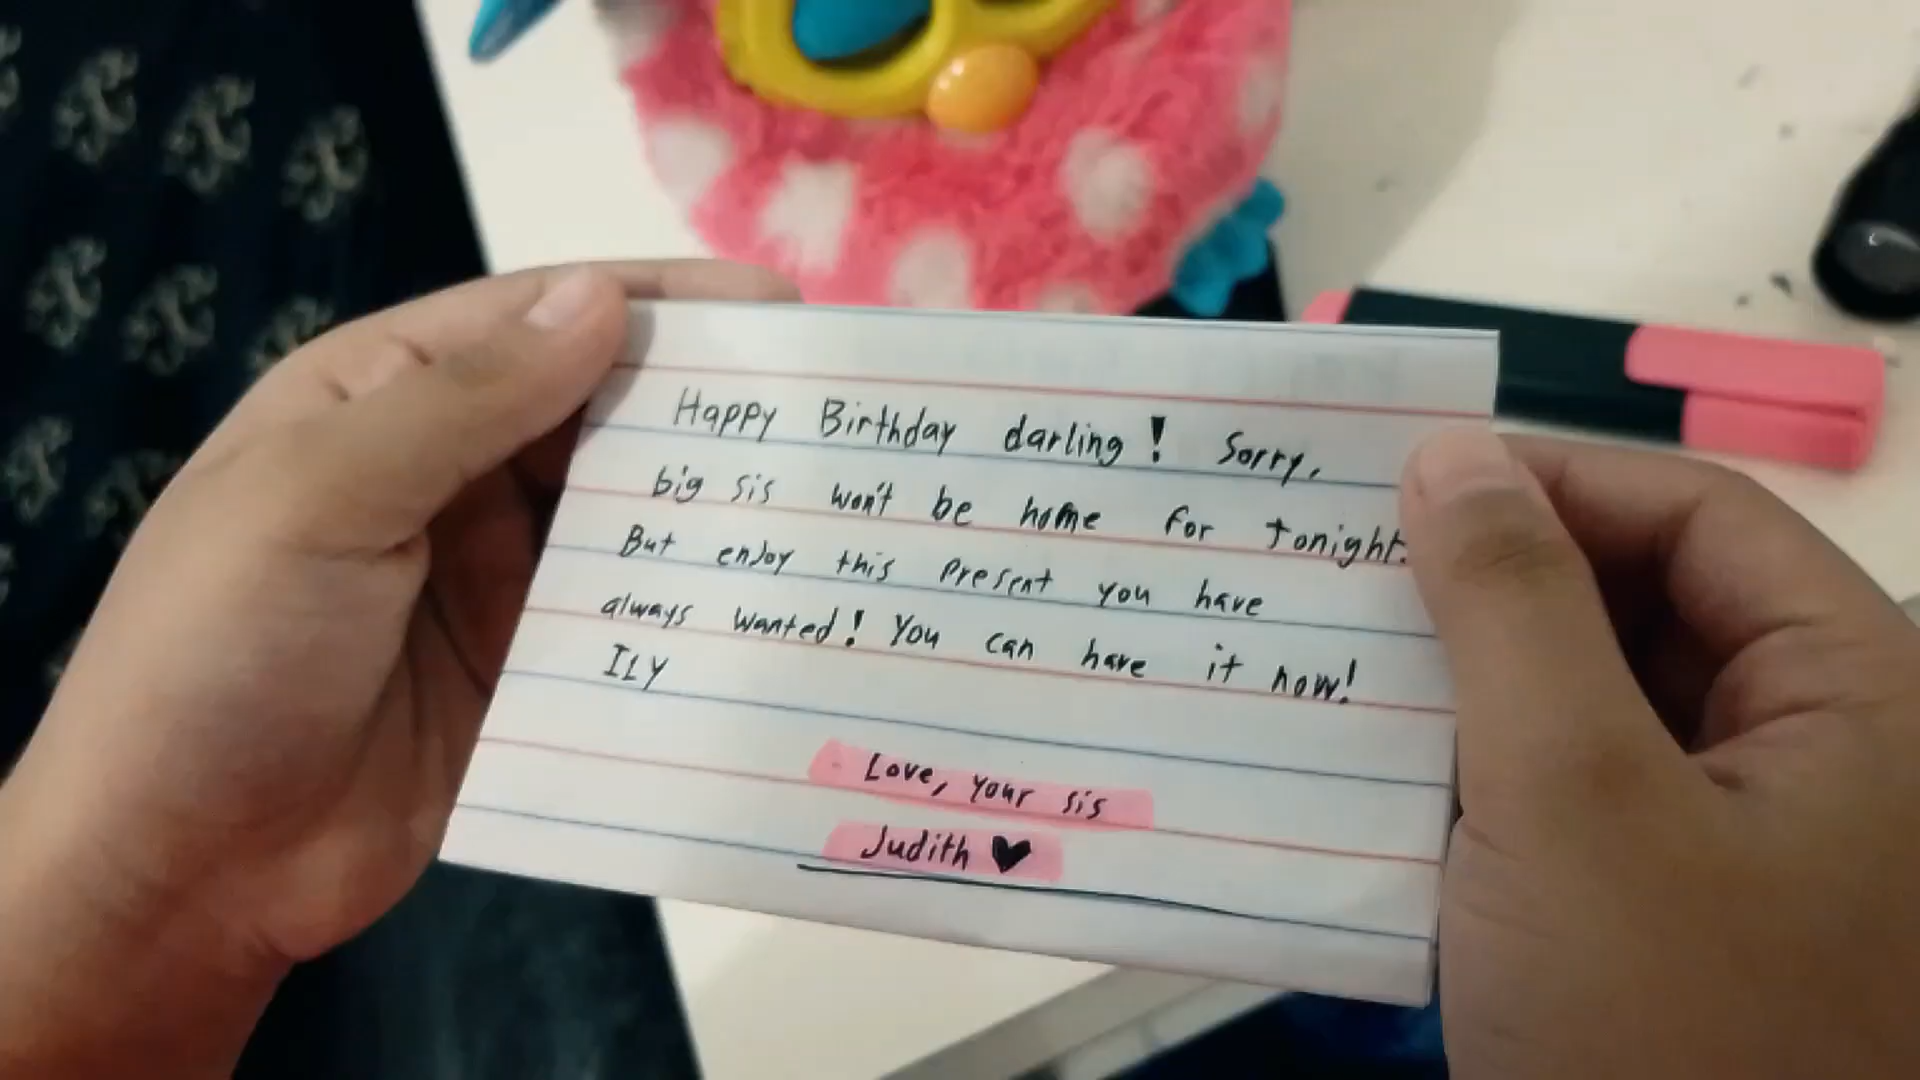 Happy Birthday darling! Sorry,
big sis won't be home for tonight.
But enjoy this present you have
always wanted! You can have it now!
ILY
Love, your sis
Judith ♥